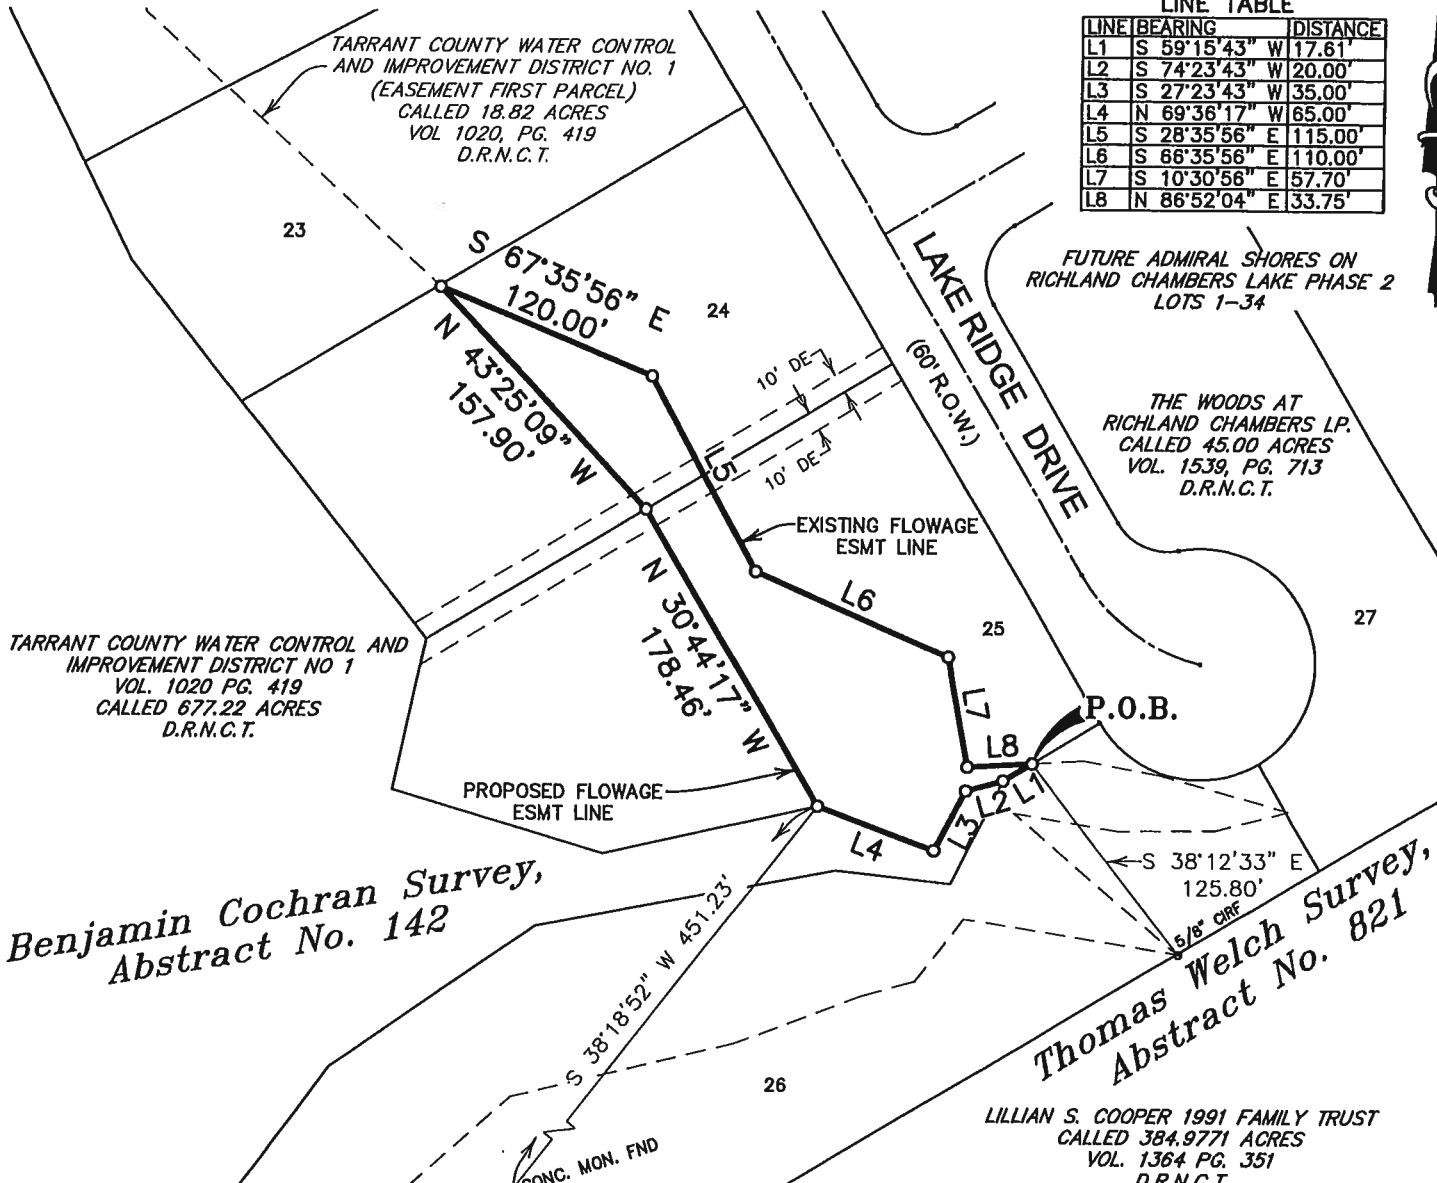 LINE TABLE
LINE BEARING DISTANCE
L1 S 59°15'43" W 17.61'
L2 S 74°23'43" W 20.00'
L3 S 27°23'43" W 35.00'
L4 N 69°36'17" W 65.00'
L5 S 28°35'56" E 115.00'
L6 S 66°35'56" E 110.00'
L7 S 10°30'56" E 57.70'
L8 N 86°52'04" E 33.75'
TARRANT COUNTY WATER CONTROL
AND IMPROVEMENT DISTRICT NO. 1
(EASEMENT FIRST PARCEL)
CALLED 18.82 ACRES
VOL 1020, PG. 419
D.R.N.C.T.
23
S 67°35'56" E
120.00'
24
N 43°25'09" W
157.90'
10' DE
10' DE
L5
LAKE RIDGE DRIVE
(60' R.O.W.)
FUTURE ADMIRAL SHORES ON
RICHLAND CHAMBERS LAKE PHASE 2
LOTS 1-34
THE WOODS AT
RICHLAND CHAMBERS LP.
CALLED 45.00 ACRES
VOL. 1539, PG. 713
D.R.N.C.T.
EXISTING FLOWAGE
ESMT LINE
N 30°44'17" W
178.46'
L6
25
27
TARRANT COUNTY WATER CONTROL AND
IMPROVEMENT DISTRICT NO 1
VOL. 1020 PG. 419
CALLED 677.22 ACRES
D.R.N.C.T.
L7
P.O.B.
L8
PROPOSED FLOWAGE
ESMT LINE
L1
L2
L3
L4
S 38°12'33" E
125.80'
5/8" CIRF
Benjamin Cochran Survey,
Abstract No. 142
Thomas Welch Survey,
Abstract No. 821
S 38°18'52" W 451.23'
26
CONC. MON. FND
LILLIAN S. COOPER 1991 FAMILY TRUST
CALLED 384.9771 ACRES
VOL. 1364 PG. 351
D.R.N.C.T.